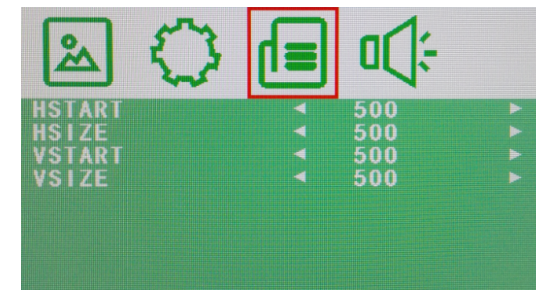 HSTART ◄ 500 ►
HSIZE ◄ 500 ►
VSTART ◄ 500 ►
VSIZE ◄ 500 ►